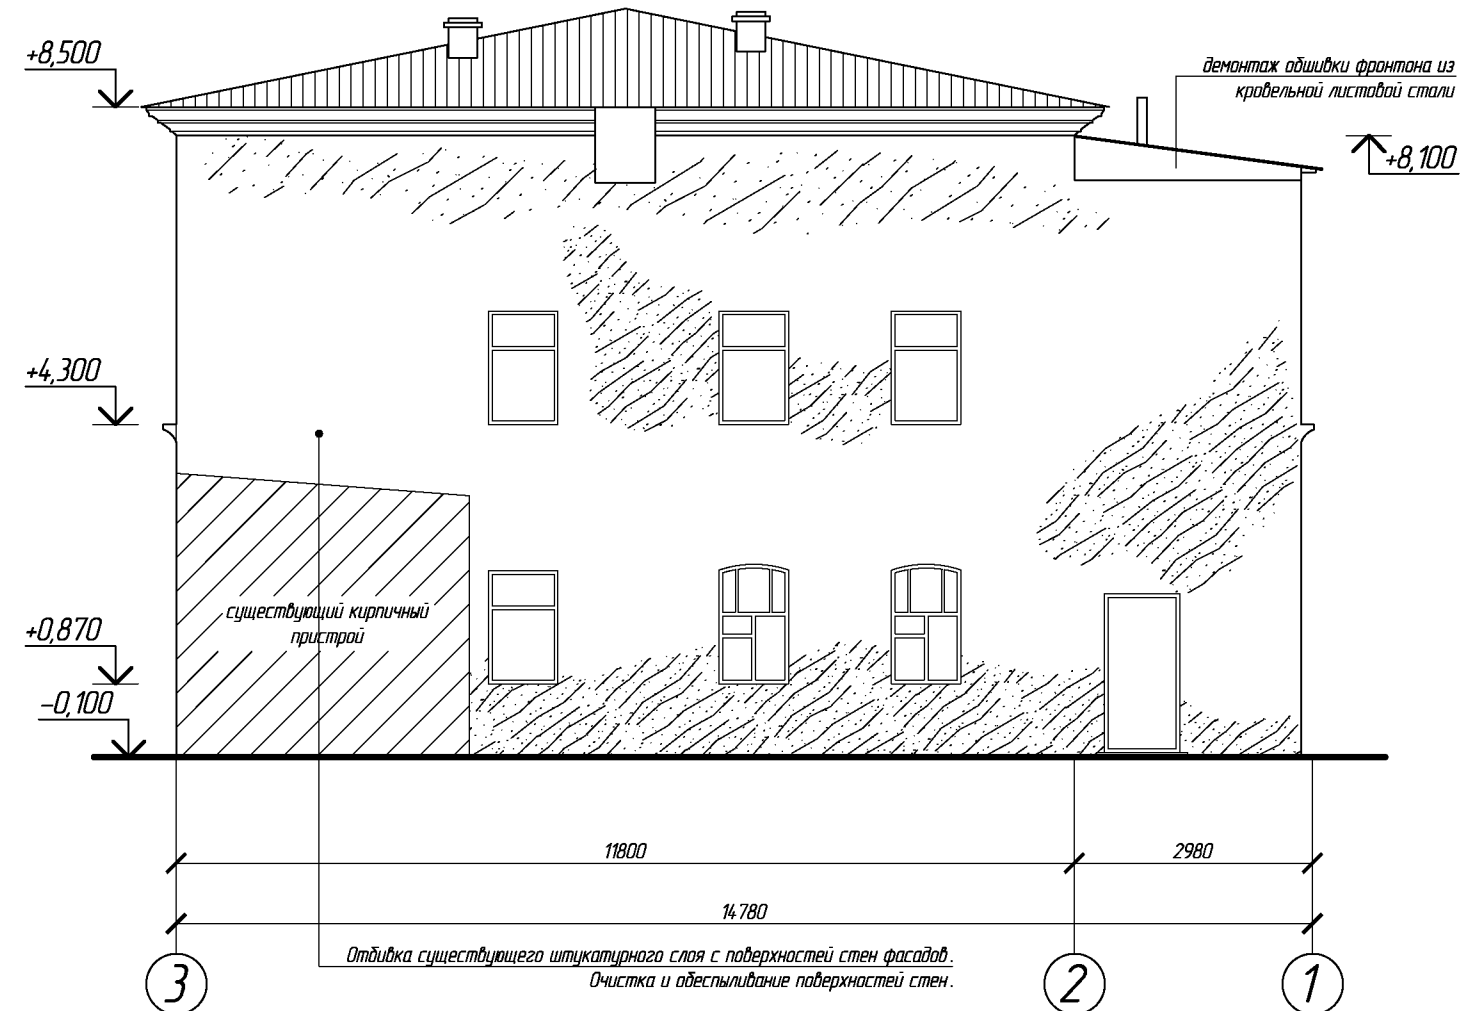 +8,500
демонтаж обшивки фронтона из
кровельной листовой стали
+8,100
+4,300
существующий кирпичный
пристрой
+0,870
-0,100
11800
2980
14780
Отбивка существующего штукатурного слоя с поверхностей стен фасадов.
Очистка и обеспыливание поверхностей стен.
3
2
1